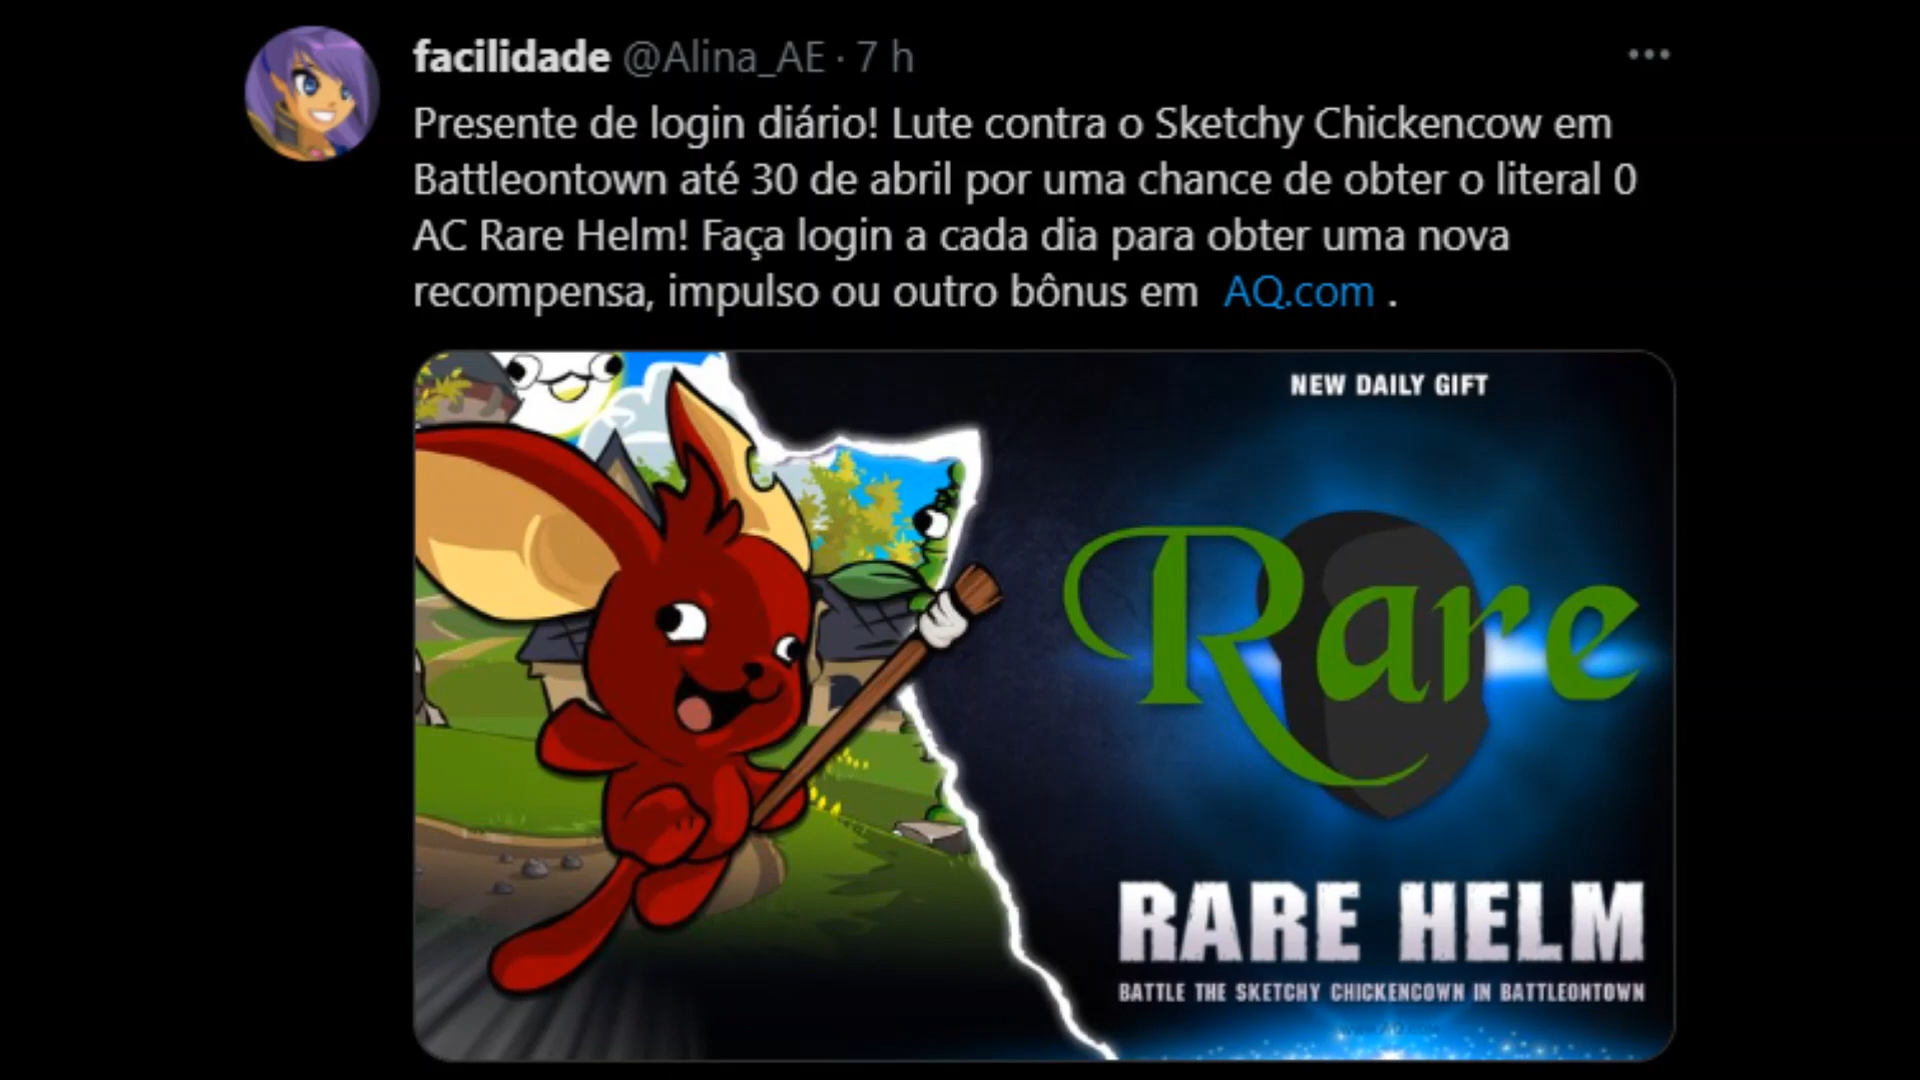 facilidade @Alina_AE · 7 h
Presente de login diário! Lute contra o Sketchy Chickencow em
Battleontown até 30 de abril por uma chance de obter o literal 0
AC Rare Helm! Faça login a cada dia para obter uma nova
recompensa, impulso ou outro bônus em AQ.com .
NEW DAILY GIFT
Rare
RARE HELM
BATTLE THE SKETCHY CHICKENCOWN IN BATTLEONTOWN